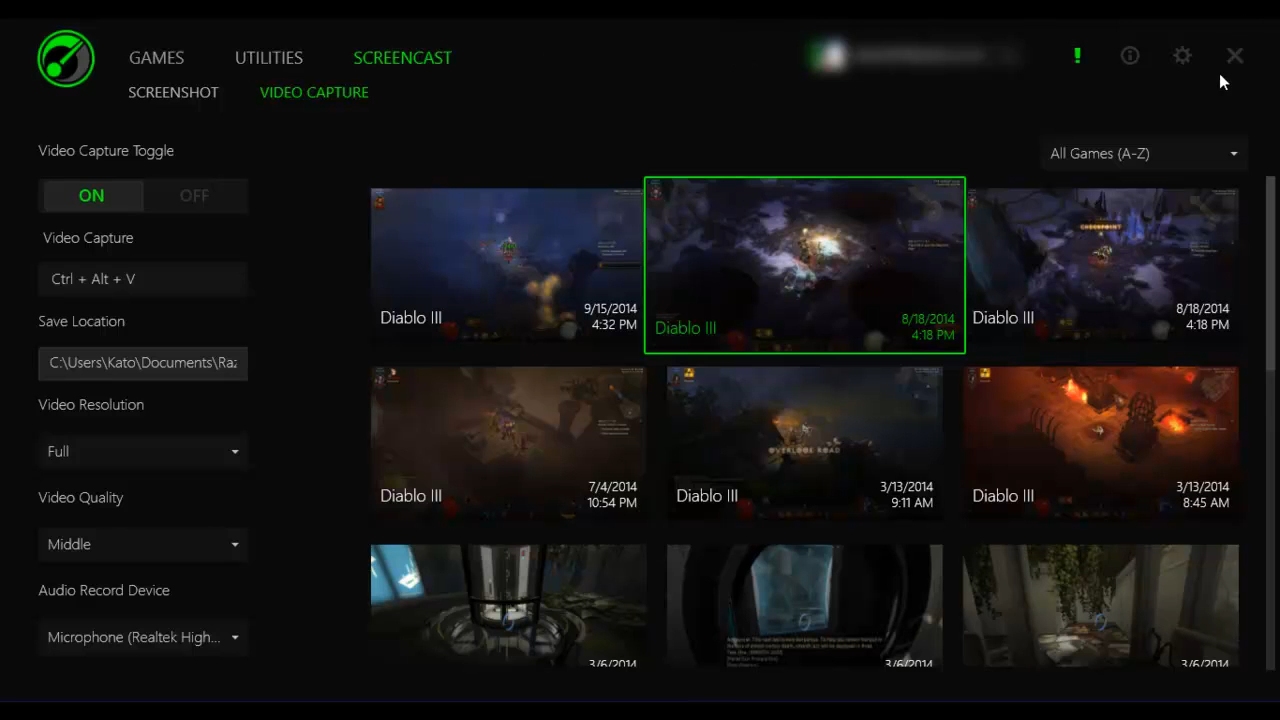 GAMES UTILITIES SCREENCAST
SCREENSHOT VIDEO CAPTURE
Video Capture Toggle
All Games (A-Z)
ON OFF
Video Capture
Ctrl + Alt + V
Save Location
C:\Users\Kato\Documents\Raz
Video Resolution
Full
Video Quality
Middle
Audio Record Device
Microphone (Realtek High...
Diablo III
9/15/2014
4:32 PM
Diablo III
8/18/2014
4:18 PM
CHECKPOINT
Diablo III
8/18/2014
4:18 PM
Diablo III
7/4/2014
10:54 PM
OVERLOOK ROAD
Diablo III
3/13/2014
9:11 AM
Diablo III
3/13/2014
8:45 AM
3/6/2014
3/6/2014
3/6/2014